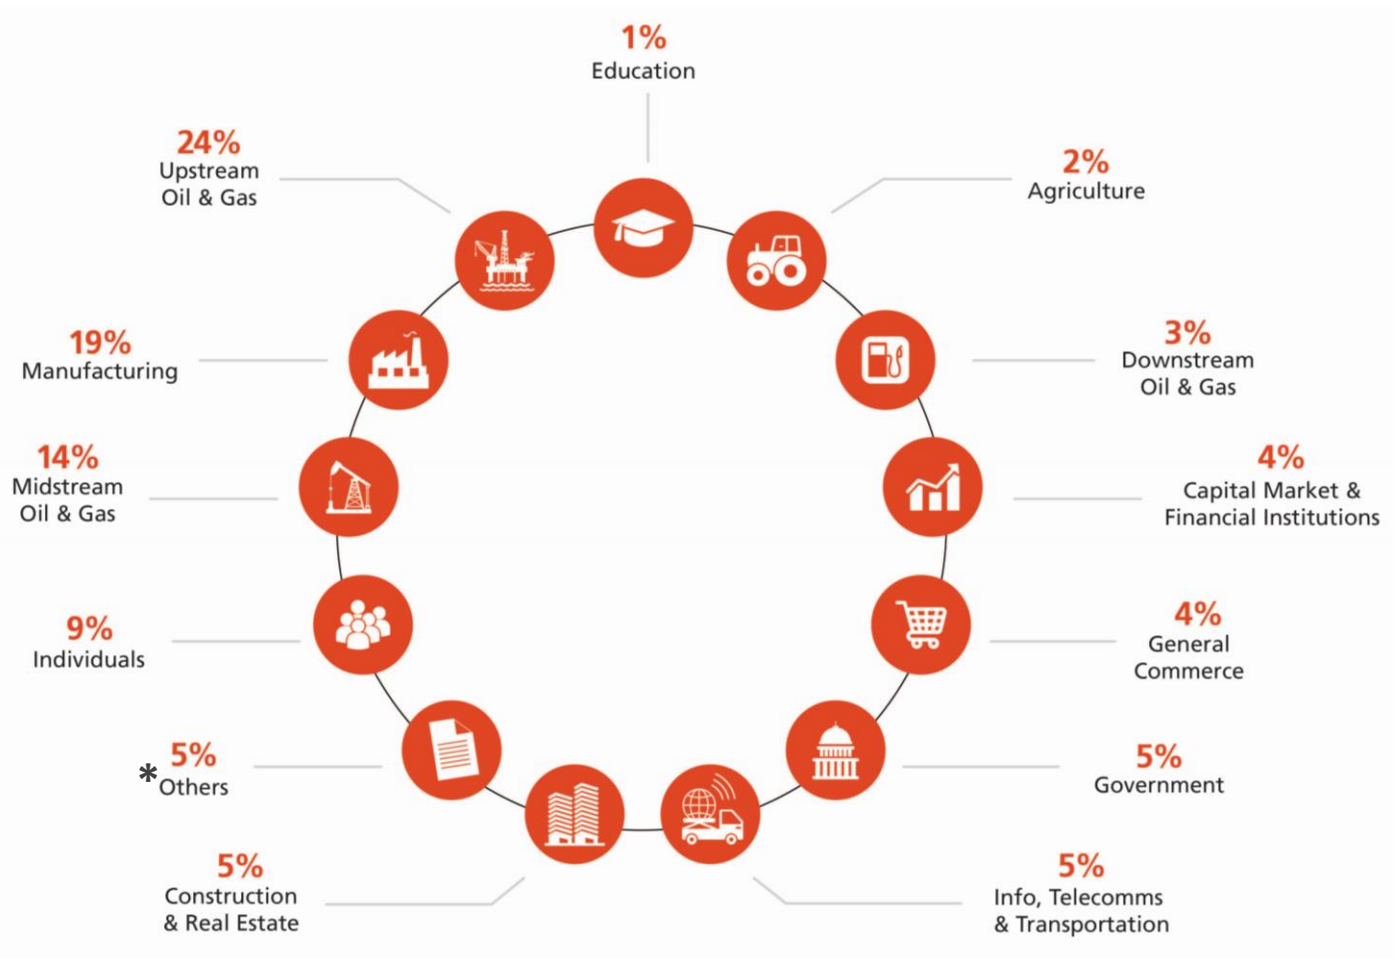 1%
Education
24%
Upstream
Oil & Gas
2%
Agriculture
19%
Manufacturing
3%
Downstream
Oil & Gas
14%
Midstream
Oil & Gas
4%
Capital Market &
Financial Institutions
9%
Individuals
4%
General
Commerce
5%
*Others
5%
Government
5%
Construction
& Real Estate
5%
Info, Telecomms
& Transportation